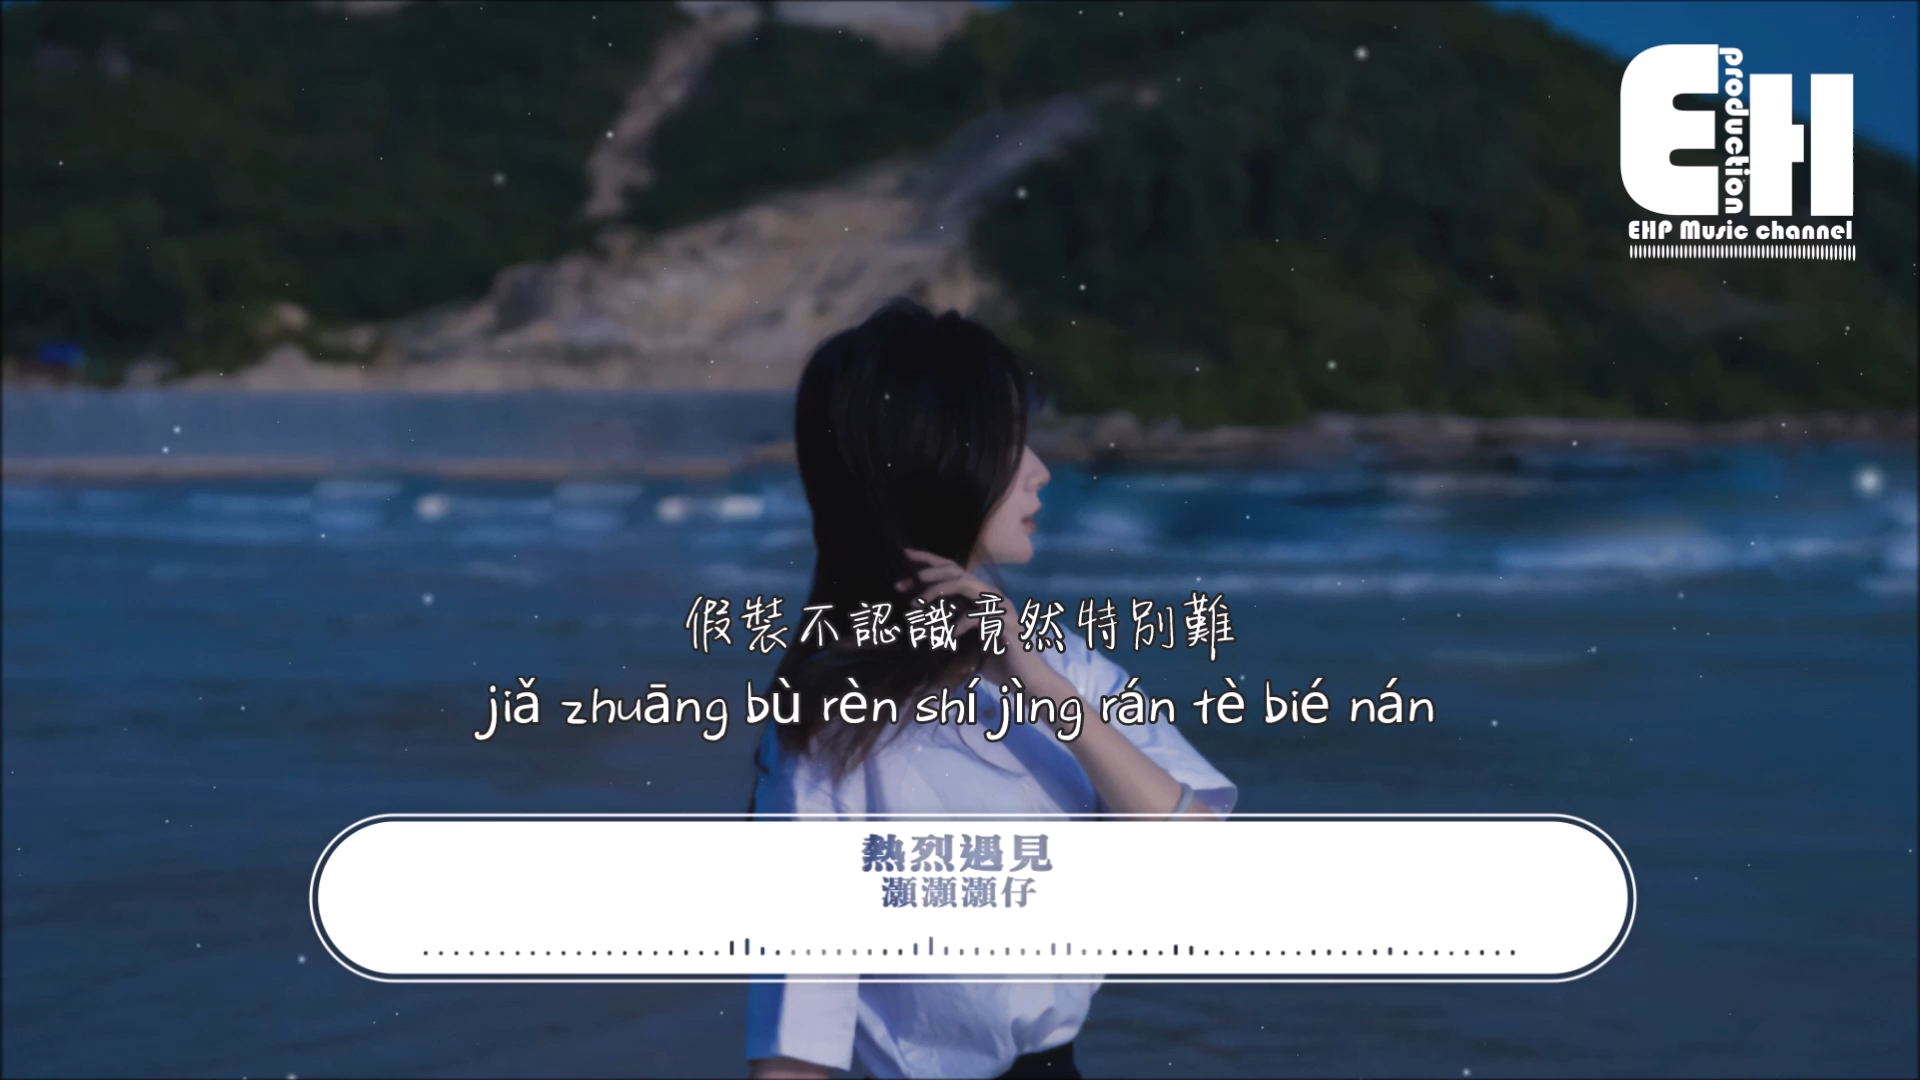 EH
production
EHP Music channel
假裝不認識竟然特別難
jiǎ zhuāng bù rèn shí jìng rán tè bié nán
熱烈遇見
灝灝灝仔